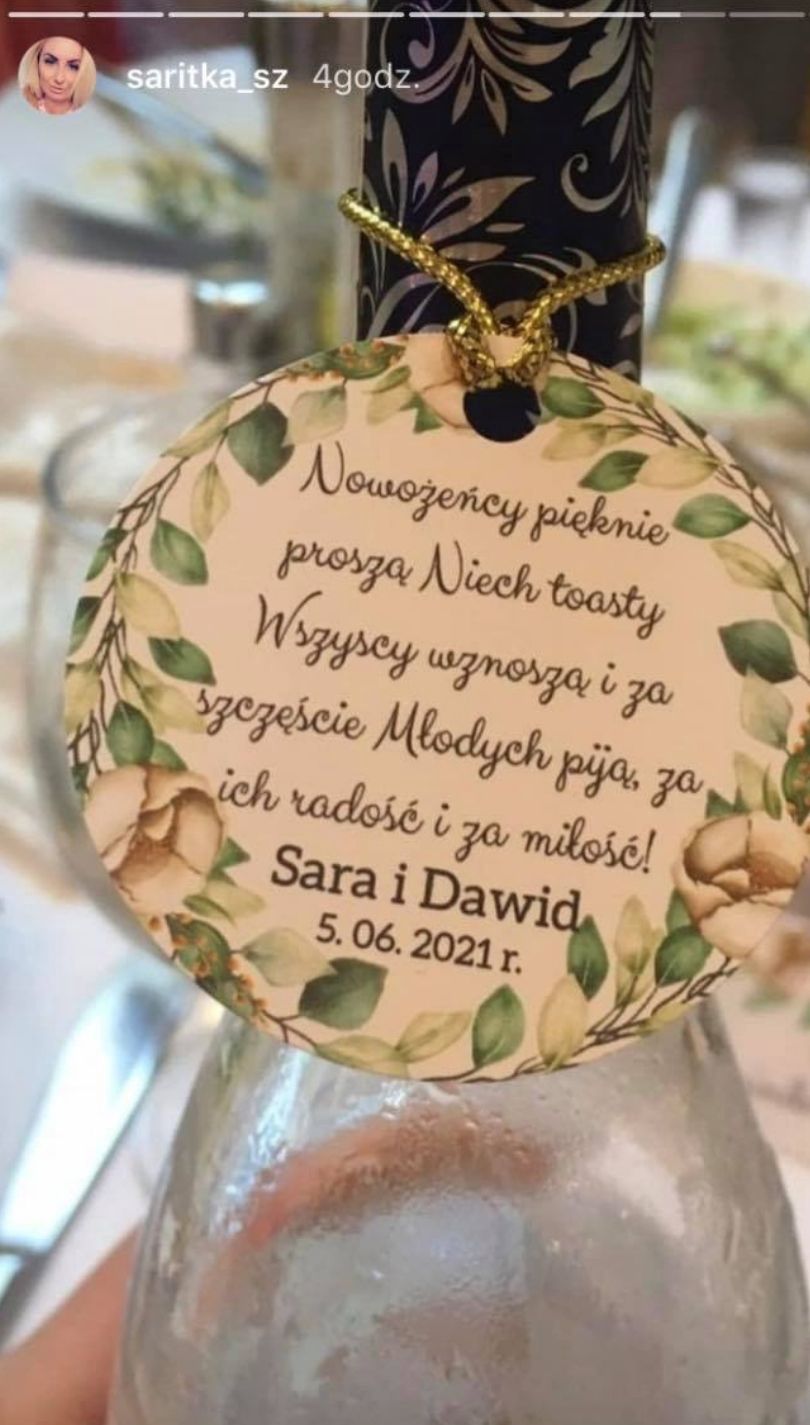 saritka_sz 4godz.
Nowożeńcy pięknie
proszą Niech toasty
Wszyscy wznoszą i za
szczęście Młodych piją, za
ich radość i za miłość!
Sara i Dawid
5. 06. 2021 r.